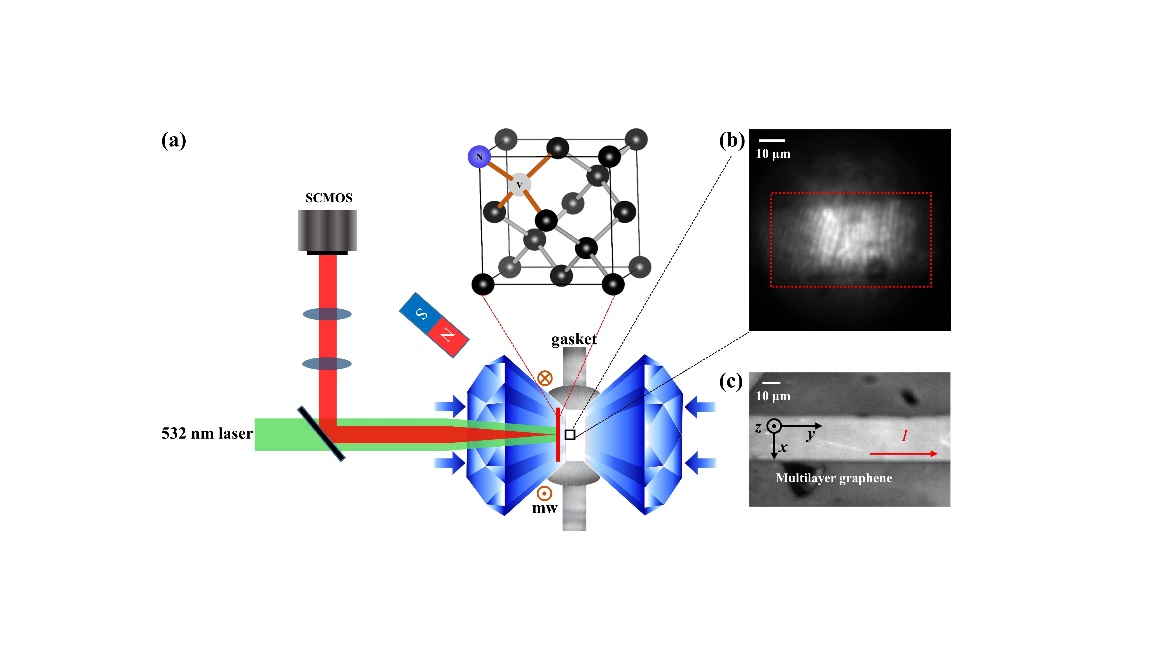 (a)
SCMOS
532 nm laser
S
N
N
V
gasket
mw
(b)
10 μm
(c)
10 μm
z
y
x
I
Multilayer graphene